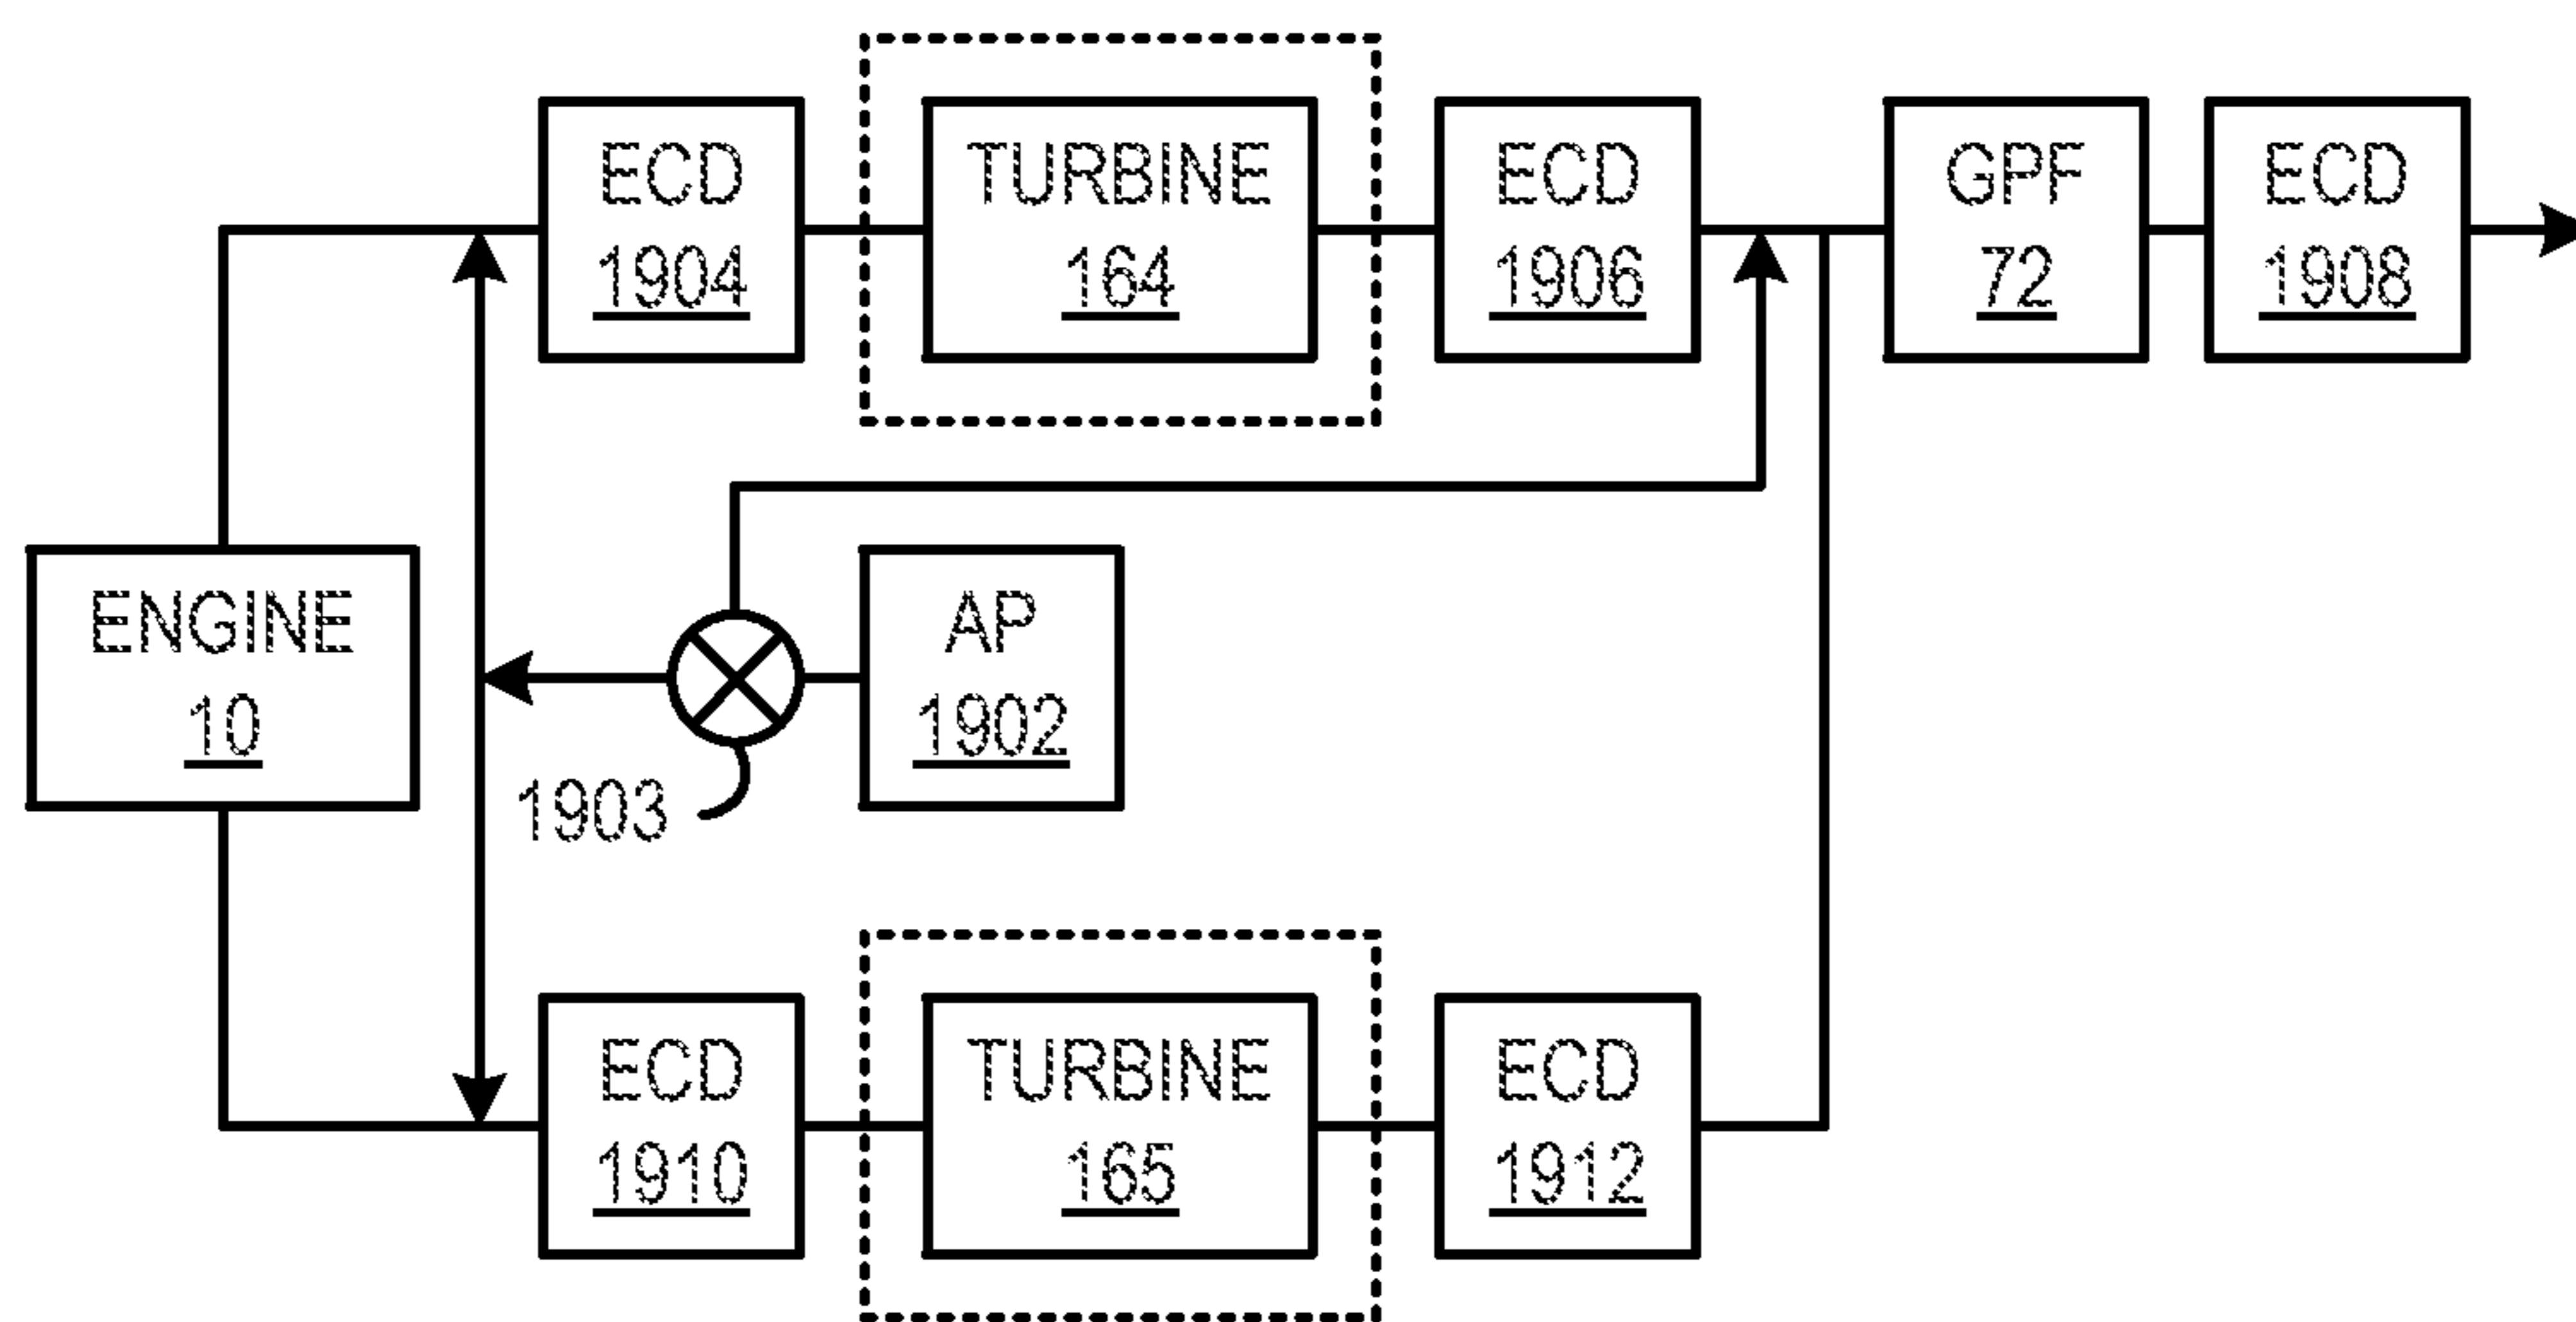 ECD
1904
TURBINE
164
ECD
1906
GPF
72
ECD
1908
ENGINE
10
1903
AP
1902
ECD
1910
TURBINE
165
ECD
1912